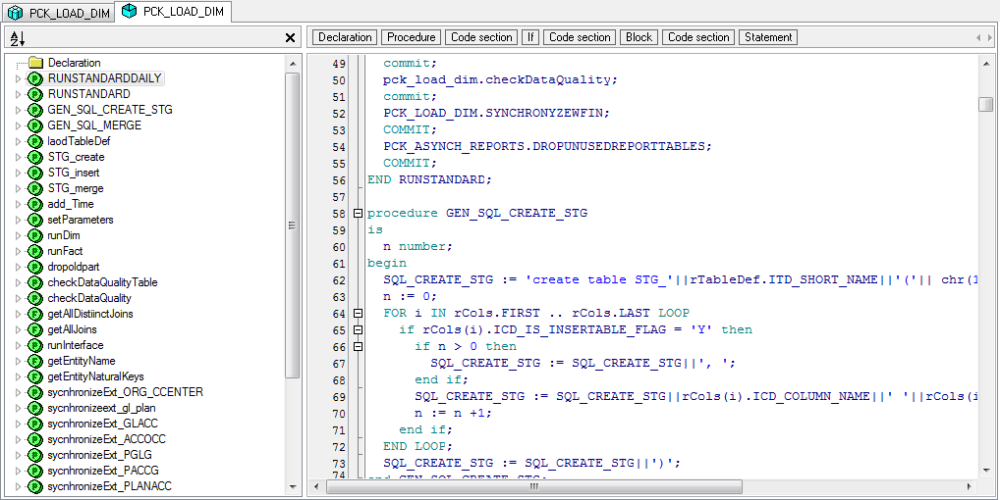 PCK_LOAD_DIM PCK_LOAD_DIM
A Z
Declaration Procedure Code section If Code section Block Code section Statement
Declaration
RUNSTANDARDDAILY
RUNSTANDARD
GEN_SQL_CREATE_STG
GEN_SQL_MERGE
laodTableDef
STG_create
STG_insert
STG_merge
add_Time
setParameters
runDim
runFact
dropoldpart
checkDataQualityTable
checkDataQuality
getAllDistiinctJoins
getAllJoins
runInterface
getEntityName
getEntityNaturalKeys
sycnhronizeExt_ORG_CCENTER
sycnhronizeext_gl_plan
sycnhronizeExt_GLACC
sycnhronizeExt_ACCOCC
sycnhronizeExt_PGLG
sycnhronizeExt_PACCG
sycnhronizeExt_PLANACC
49 commit;
50 pck_load_dim.checkDataQuality;
51 commit;
52 PCK_LOAD_DIM.SYNCHRONYZEWFIN;
53 COMMIT;
54 PCK_ASYNCH_REPORTS.DROPUNUSEDREPORTTABLES;
55 COMMIT;
56 END RUNSTANDARD;
57
58 procedure GEN_SQL_CREATE_STG
59 is
60 n number;
61 begin
62 SQL_CREATE_STG := 'create table STG_'||rTableDef.ITD_SHORT_NAME||'('|| chr(1
63 n := 0;
64 FOR i IN rCols.FIRST .. rCols.LAST LOOP
65 if rCols(i).ICD_IS_INSERTABLE_FLAG = 'Y' then
66 if n > 0 then
67 SQL_CREATE_STG := SQL_CREATE_STG||', ';
68 end if;
69 SQL_CREATE_STG := SQL_CREATE_STG||rCols(i).ICD_COLUMN_NAME||' '||rCols(i
70 n := n +1;
71 end if;
72 END LOOP;
73 SQL_CREATE_STG := SQL_CREATE_STG||')';
74 end GEN_SQL_CREATE_STG;